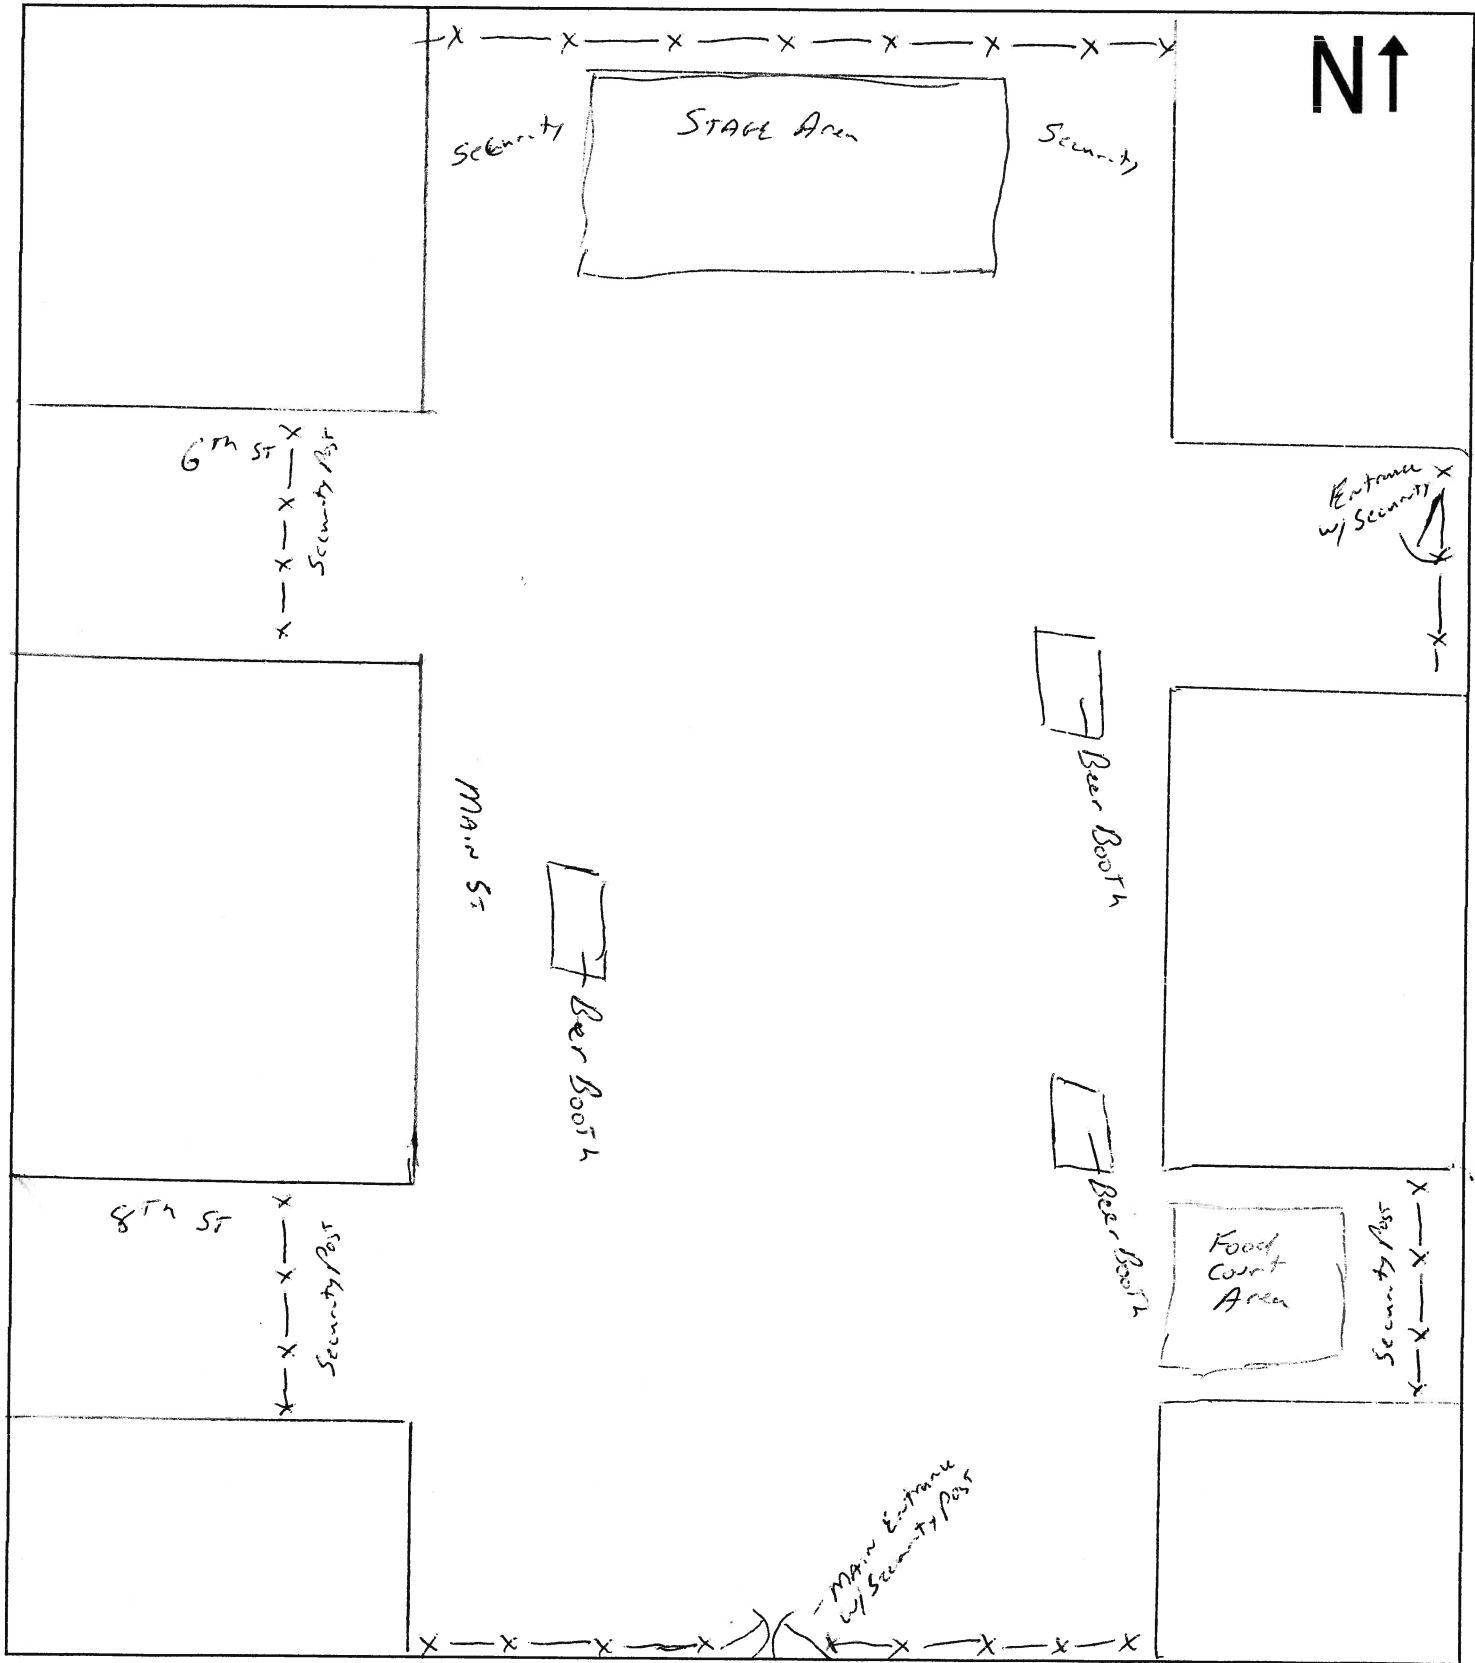 N
STAGE Area
Security
Security
6th ST
Security Post
Entrance
w/ Security
Beer Booth
MAIN ST
Beer Booth
Beer Booth
8th ST
Security Post
Food
Court
Area
Security Post
MAIN Entrance
w/ Security Post